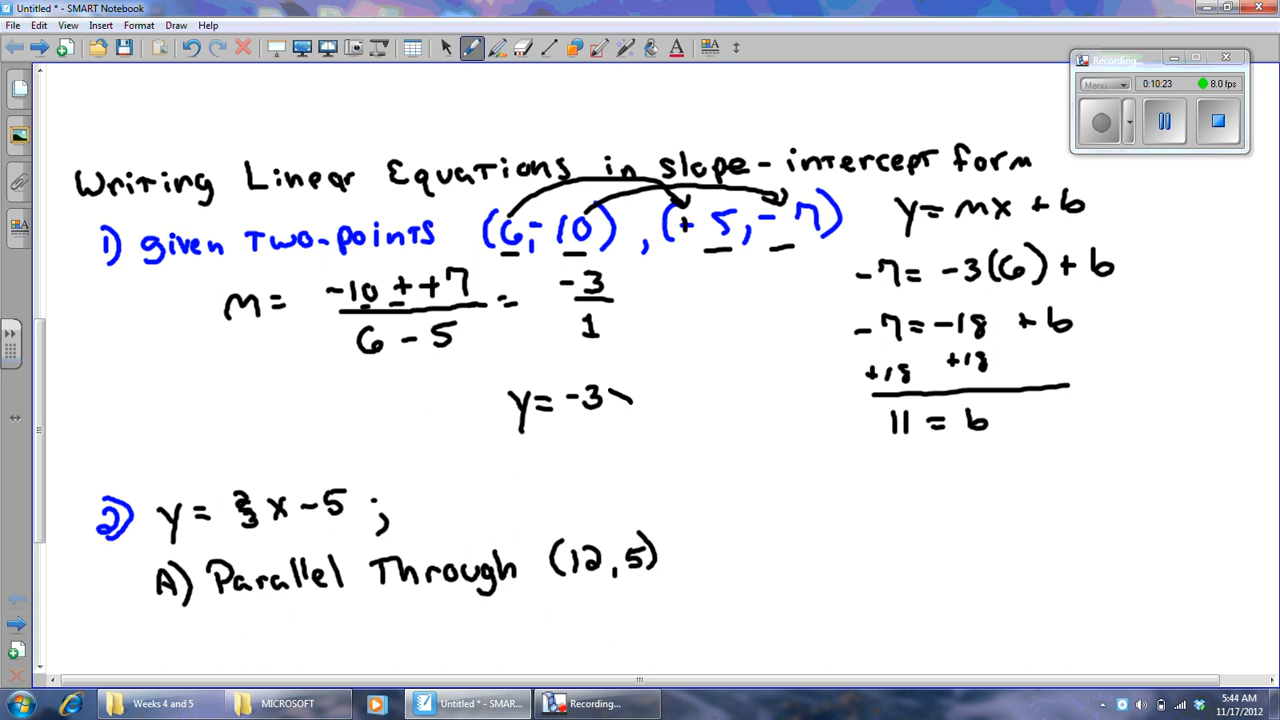 Untitled * - SMART Notebook
File Edit View Insert Format Draw Help
Recording...
Menu 0:10:23 8.0 fps
Writing Linear Equations in slope-intercept form
y= mx + b
1) given Two-points (6,-10) , (+5,-7)
-7= -3(6) + b
m= -10 + +7 = -3
6 - 5 1
-7= -18 + b
+18 +18
y= -3
11 = b
2) y= 2/3 x - 5 ;
A) Parallel Through (12,5)
Weeks 4 and 5 MICROSOFT Untitled * - SMAR... Recording...
5:44 AM
11/17/2012